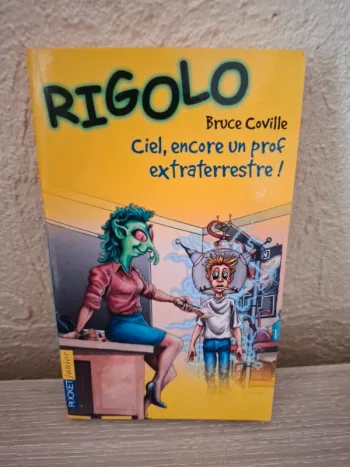 RIGOLO
Bruce Coville
Ciel, encore un prof
extraterrestre !
POCKET junior